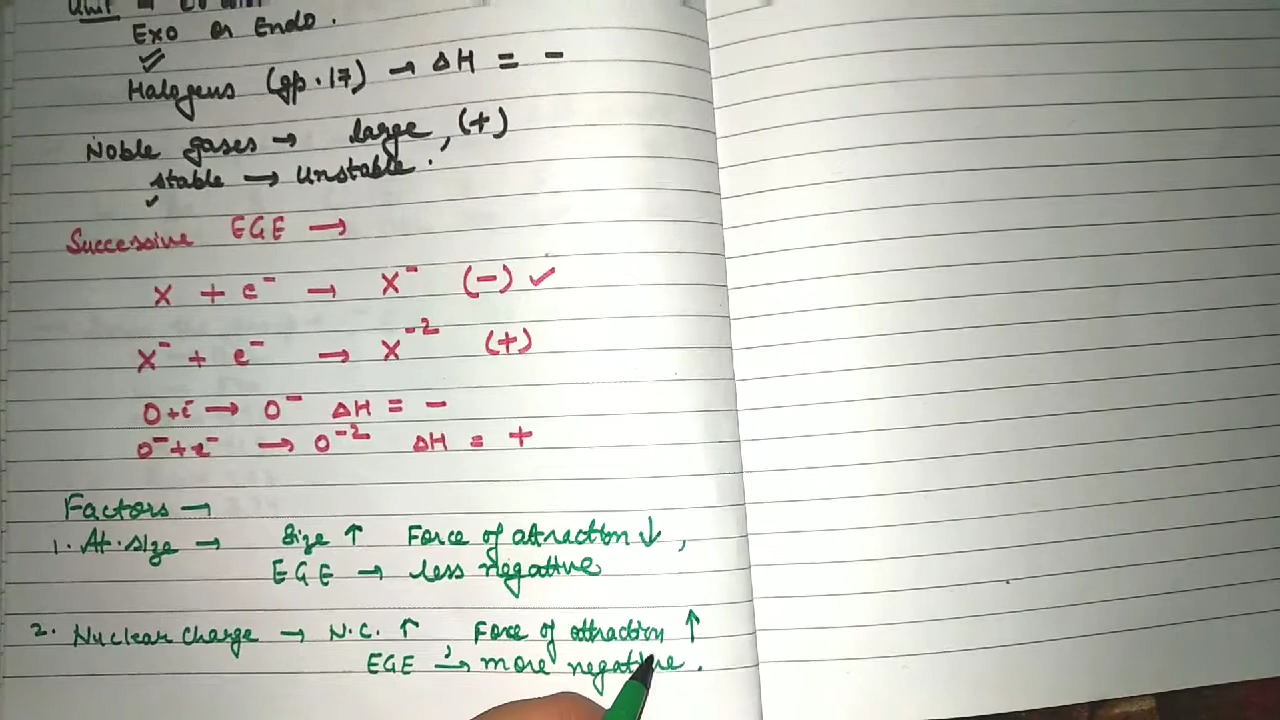 Unit
Exo or Endo.
Halogens (gp. 17) → ΔH = -
Noble gases → large, (+)
stable → Unstable.
Successive EGE →
X + e⁻ → X⁻ (-) ✓
X⁻ + e⁻ → X⁻² (+)
O + e⁻ → O⁻ ΔH = -
O⁻ + e⁻ → O⁻² ΔH = +
Factors →
1. At. size → Size ↑ Force of attraction ↓,
EGE → less negative
2. Nuclear charge → N.C. ↑ Force of attraction ↑
EGE → more negative.